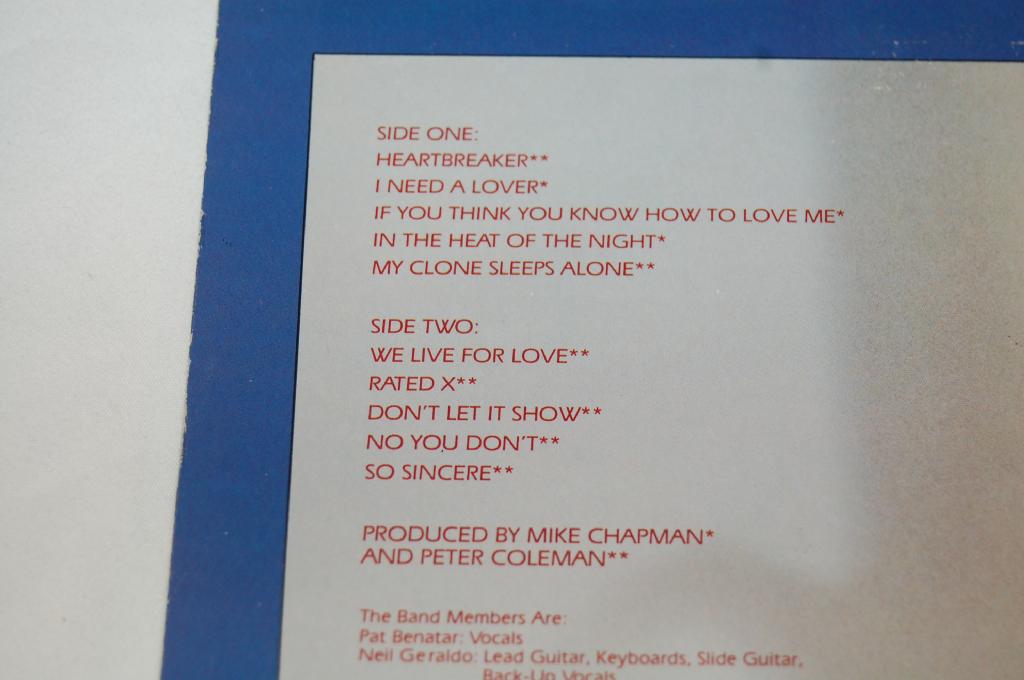 SIDE ONE:
HEARTBREAKER**
I NEED A LOVER*
IF YOU THINK YOU KNOW HOW TO LOVE ME*
IN THE HEAT OF THE NIGHT*
MY CLONE SLEEPS ALONE**
SIDE TWO:
WE LIVE FOR LOVE**
RATED X**
DON'T LET IT SHOW**
NO YOU DON'T**
SO SINCERE**
PRODUCED BY MIKE CHAPMAN*
AND PETER COLEMAN**
The Band Members Are:
Pat Benatar: Vocals
Neil Geraldo: Lead Guitar, Keyboards, Slide Guitar,
Back-Up Vocals